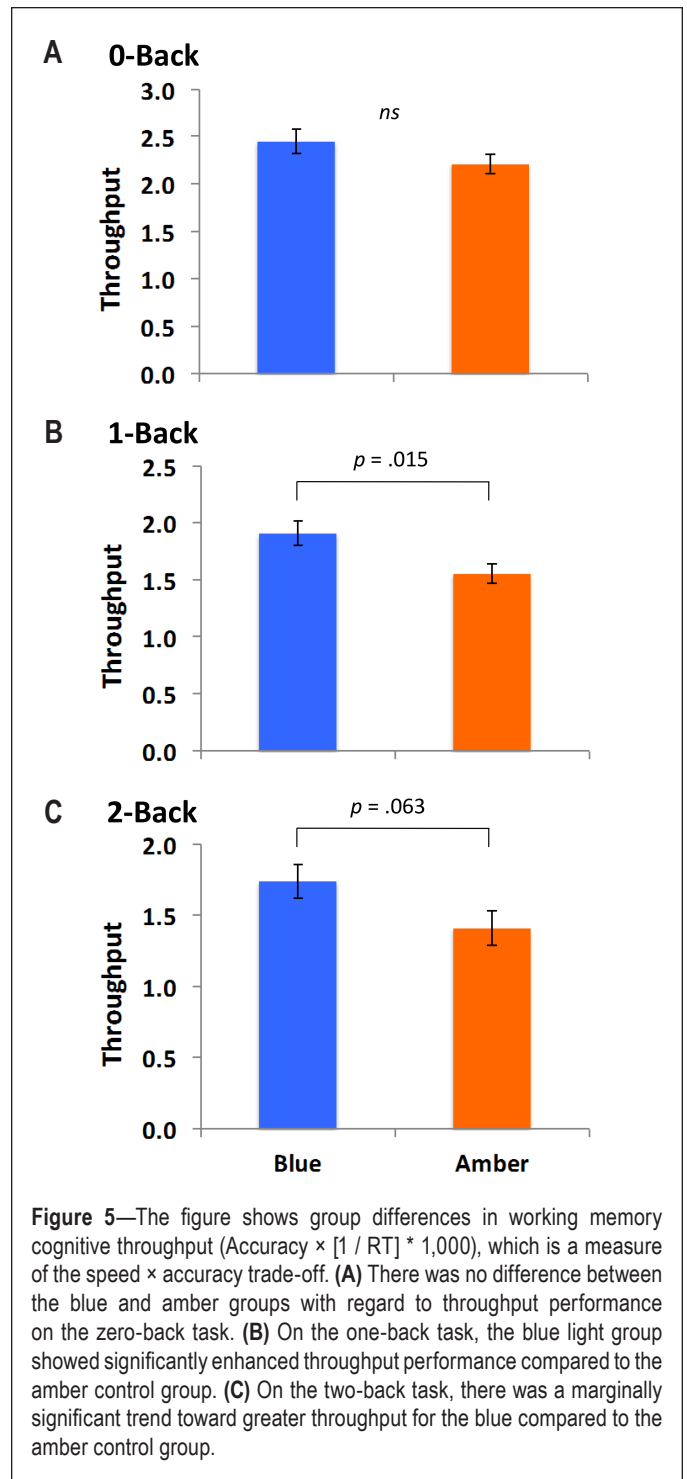 A 0-Back
3.0
ns
2.5
2.0
1.5
1.0
0.5
0.0
Throughput
B 1-Back
2.5
p = .015
2.0
1.5
1.0
0.5
0.0
Throughput
C 2-Back
p = .063
2.0
1.5
1.0
0.5
0.0
Throughput
Blue Amber
Figure 5—The figure shows group differences in working memory
cognitive throughput (Accuracy × [1 / RT] * 1,000), which is a measure
of the speed × accuracy trade-off. (A) There was no difference between
the blue and amber groups with regard to throughput performance
on the zero-back task. (B) On the one-back task, the blue light group
showed significantly enhanced throughput performance compared to the
amber control group. (C) On the two-back task, there was a marginally
significant trend toward greater throughput for the blue compared to the
amber control group.